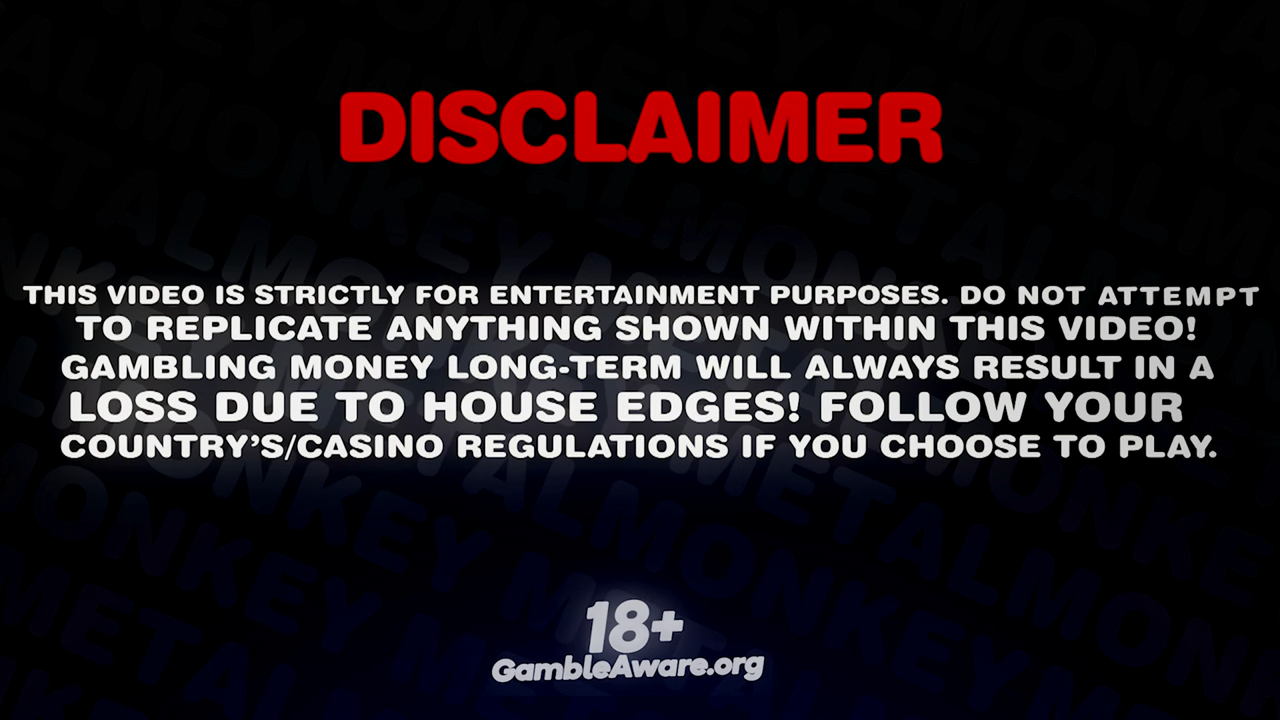 DISCLAIMER
THIS VIDEO IS STRICTLY FOR ENTERTAINMENT PURPOSES. DO NOT ATTEMPT
TO REPLICATE ANYTHING SHOWN WITHIN THIS VIDEO!
GAMBLING MONEY LONG-TERM WILL ALWAYS RESULT IN A
LOSS DUE TO HOUSE EDGES! FOLLOW YOUR
COUNTRY'S/CASINO REGULATIONS IF YOU CHOOSE TO PLAY.
18+
GambleAware.org